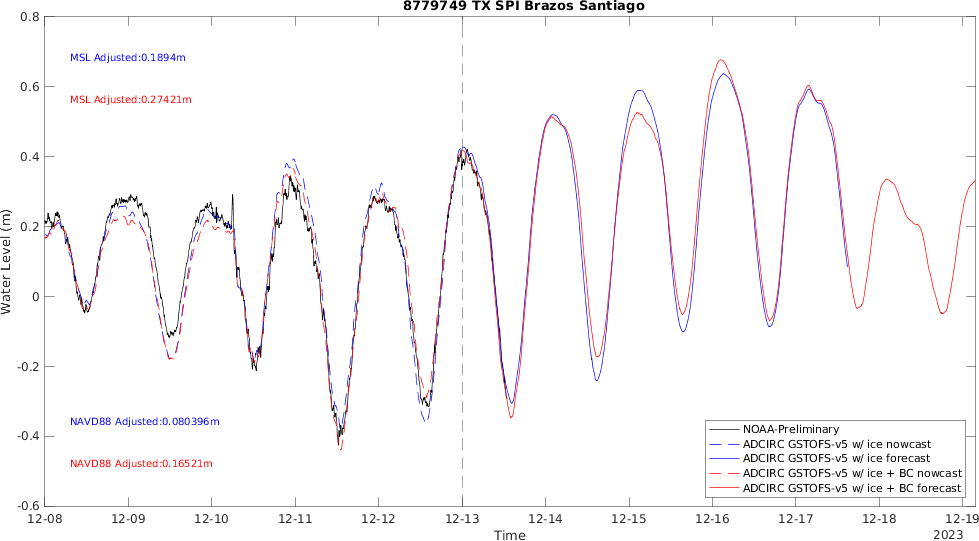 8779749 TX SPI Brazos Santiago
0.8
0.6
0.4
0.2
0
-0.2
-0.4
-0.6
Water Level (m)
MSL Adjusted:0.1894m
MSL Adjusted:0.27421m
NAVD88 Adjusted:0.080396m
NAVD88 Adjusted:0.16521m
NOAA-Preliminary
ADCIRC GSTOFS-v5 w/ ice nowcast
ADCIRC GSTOFS-v5 w/ ice forecast
ADCIRC GSTOFS-v5 w/ ice + BC nowcast
ADCIRC GSTOFS-v5 w/ ice + BC forecast
12-08 12-09 12-10 12-11 12-12 12-13 12-14 12-15 12-16 12-17 12-18 12-19
Time
2023